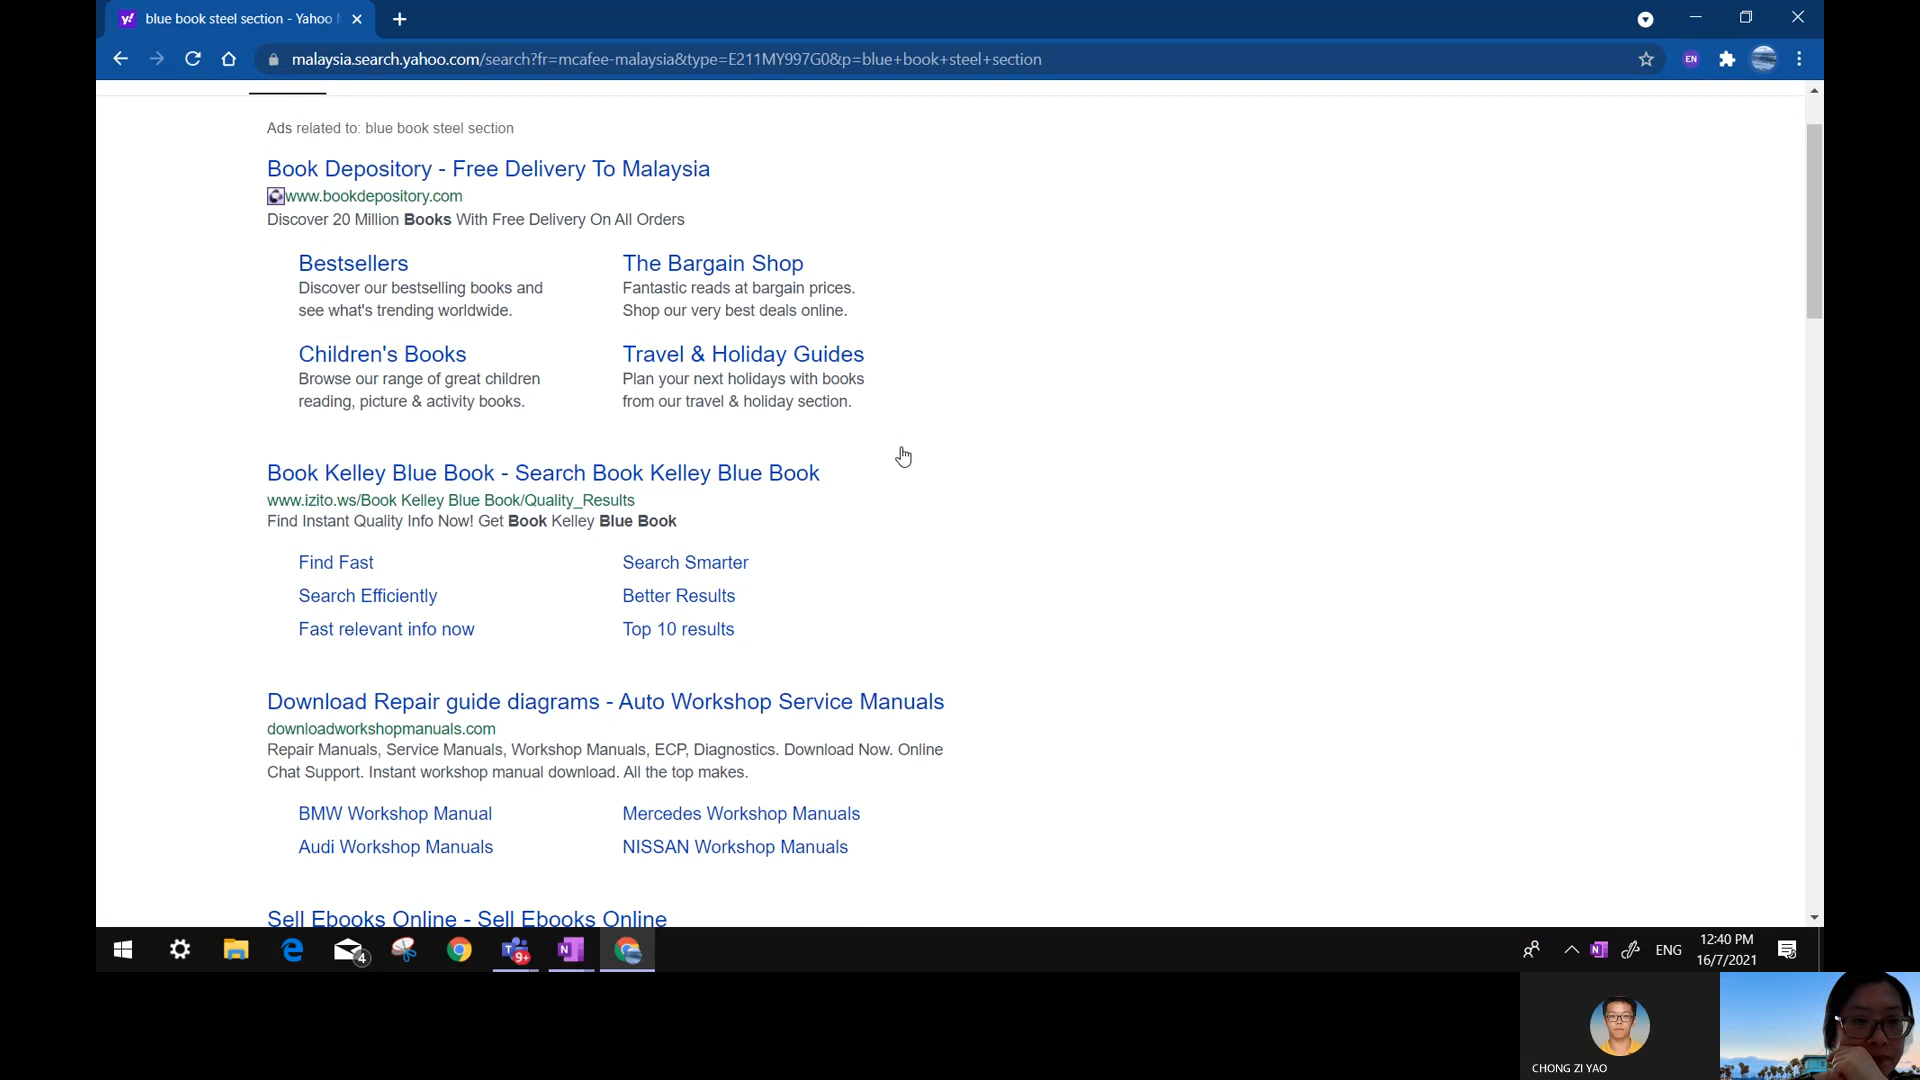 blue book steel section - Yahoo
malaysia.search.yahoo.com/search?fr=mcafee-malaysia&type=E211MY997G0&p=blue+book+steel+section
EN
Ads related to: blue book steel section
Book Depository - Free Delivery To Malaysia
www.bookdepository.com
Discover 20 Million Books With Free Delivery On All Orders
Bestsellers
Discover our bestselling books and
see what's trending worldwide.
The Bargain Shop
Fantastic reads at bargain prices.
Shop our very best deals online.
Children's Books
Browse our range of great children
reading, picture & activity books.
Travel & Holiday Guides
Plan your next holidays with books
from our travel & holiday section.
Book Kelley Blue Book - Search Book Kelley Blue Book
www.izito.ws/Book Kelley Blue Book/Quality_Results
Find Instant Quality Info Now! Get Book Kelley Blue Book
Find Fast
Search Smarter
Search Efficiently
Better Results
Fast relevant info now
Top 10 results
Download Repair guide diagrams - Auto Workshop Service Manuals
downloadworkshopmanuals.com
Repair Manuals, Service Manuals, Workshop Manuals, ECP, Diagnostics. Download Now. Online
Chat Support. Instant workshop manual download. All the top makes.
BMW Workshop Manual
Mercedes Workshop Manuals
Audi Workshop Manuals
NISSAN Workshop Manuals
Sell Ebooks Online - Sell Ebooks Online
4
9+
N
N
ENG
12:40 PM
16/7/2021
CHONG ZI YAO